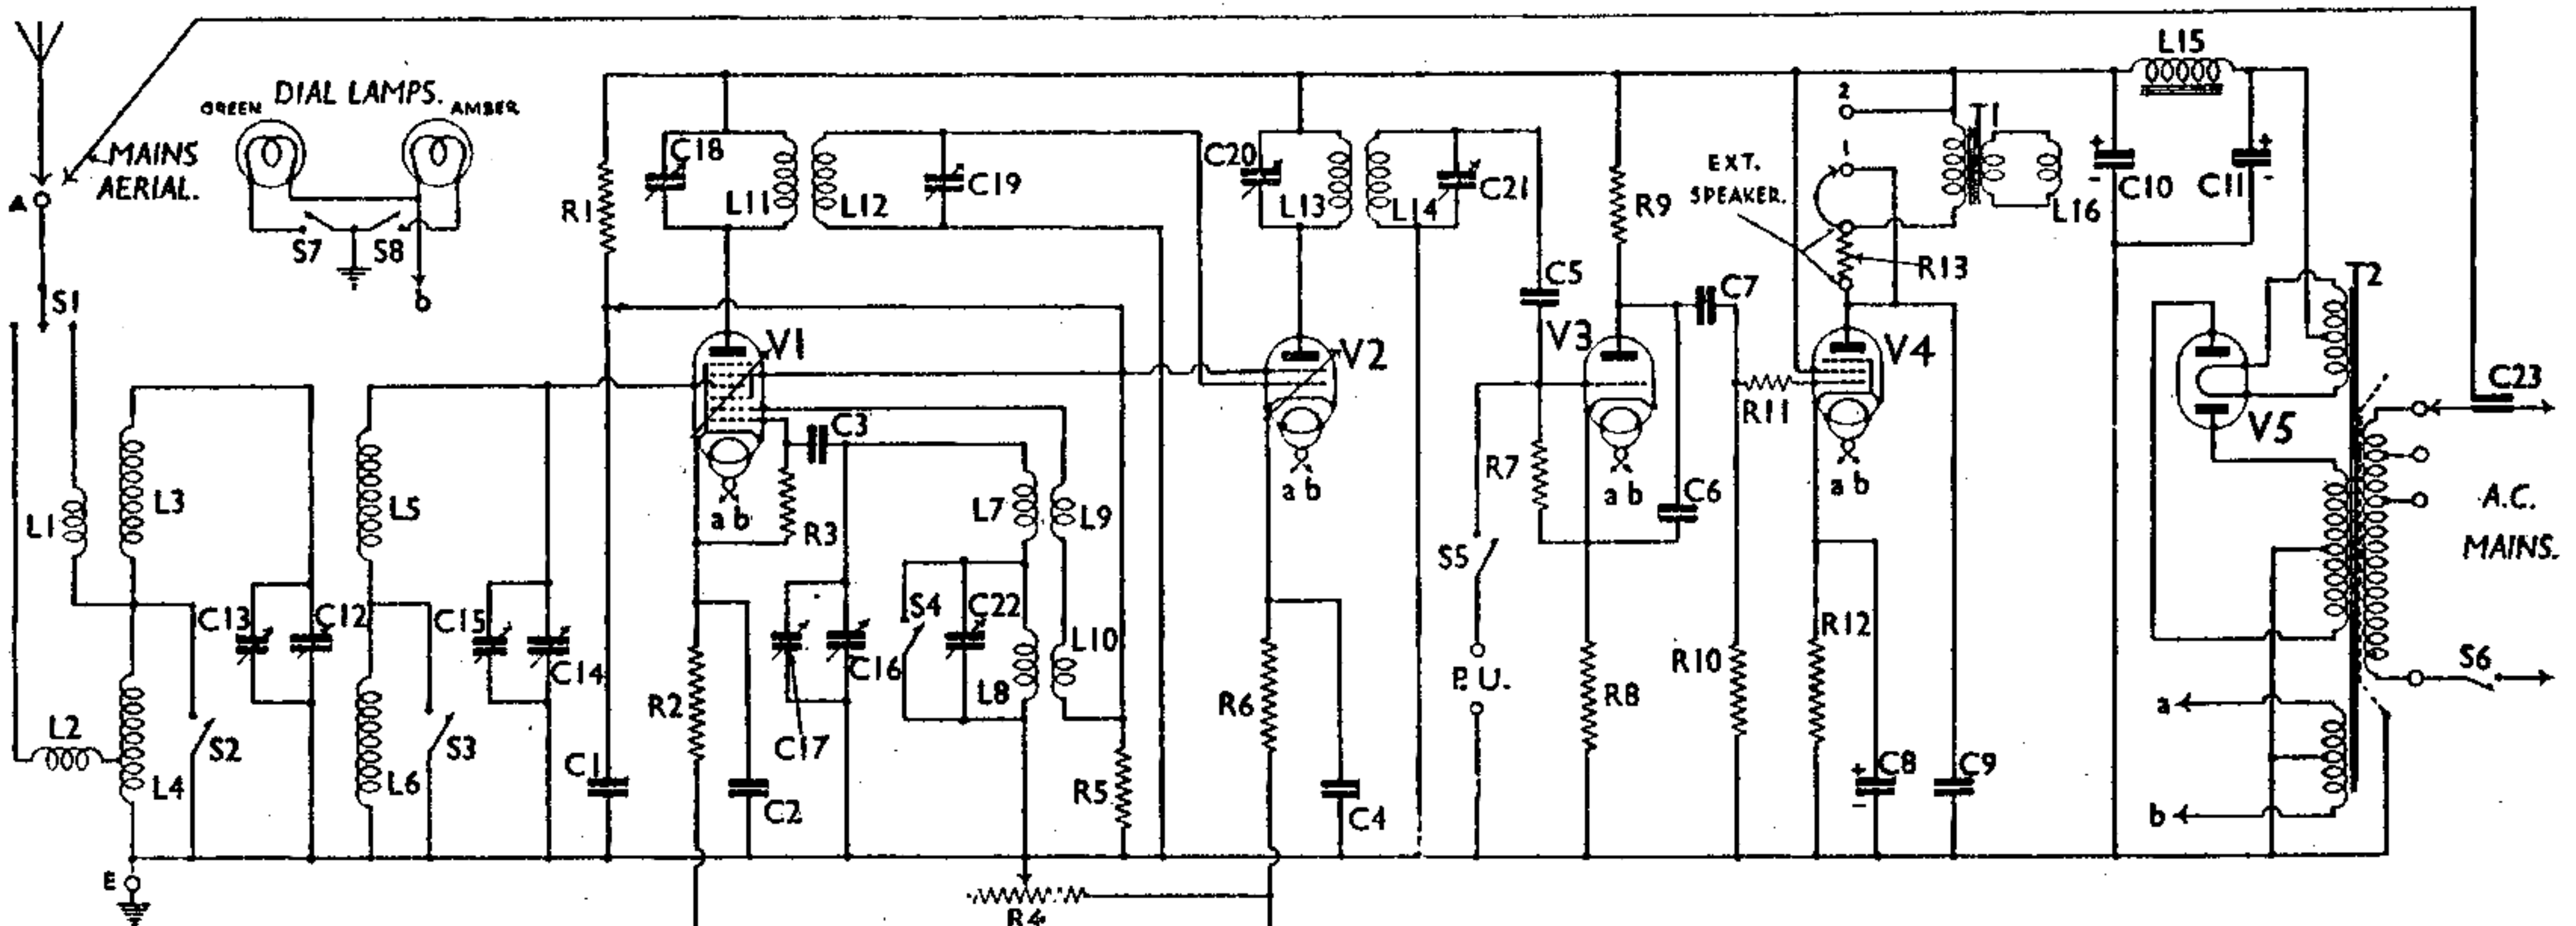 L15
GREEN DIAL LAMPS. AMBER
MAINS
AERIAL.
A
S7 S8
b
S1
C18
L11
L12
C19
R1
C20
L13
L14
C21
R9
2
T1
1
EXT.
SPEAKER.
L16
C10
C11
R13
C5
C7
T2
V1
V2
V3
V4
C23
V5
R11
C3
a b
R3
a b
a b
a b
L1
L3
L5
L7
L9
R7
C6
A.C.
MAINS.
S5
C13
C12
C15
C14
S4
C22
C16
L10
L8
C17
R12
P.U.
R10
S6
L2
L4
S2
S3
L6
R2
R6
R8
a
C1
C2
R5
C4
+
C8
–
C9
b
E
R4